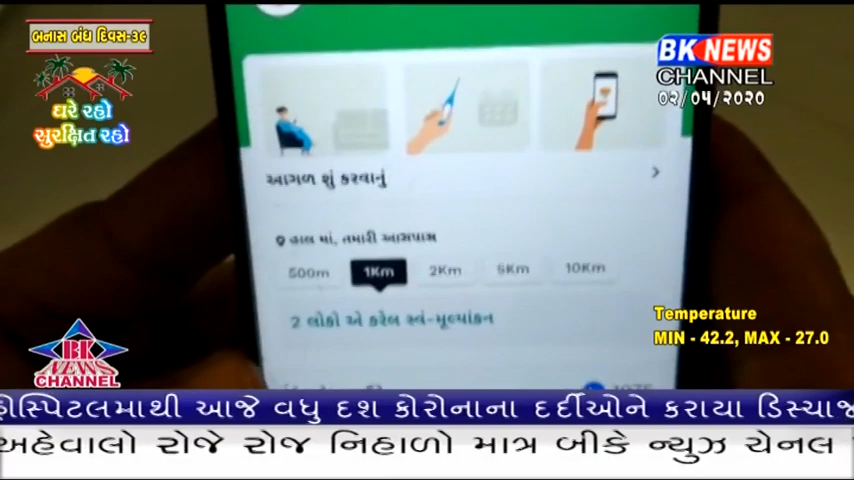 બનાસ બંધ દિવસ-૩૯
ઘરે રહો
સુરક્ષિત રહો
BK NEWS
CHANNEL
૦૨/૦૫/૨૦૨૦
આગળ શું કરવાનું
હાલ માં, તમારી આસપાસ
500m 1Km 2Km 5Km 10Km
2 લોકો એ કરેલ સ્વં-મૂલ્યાંકન
Temperature
MIN - 42.2, MAX - 27.0
BK
NEWS
CHANNEL
હોસ્પિટલમાથી આજે વધુ દશ કોરોનાના દર્દીઓને કરાયા ડિસ્ચાજ
અહેવાલો રોજે રોજ નિહાળો માત્ર બીકે ન્યુઝ ચેનલ